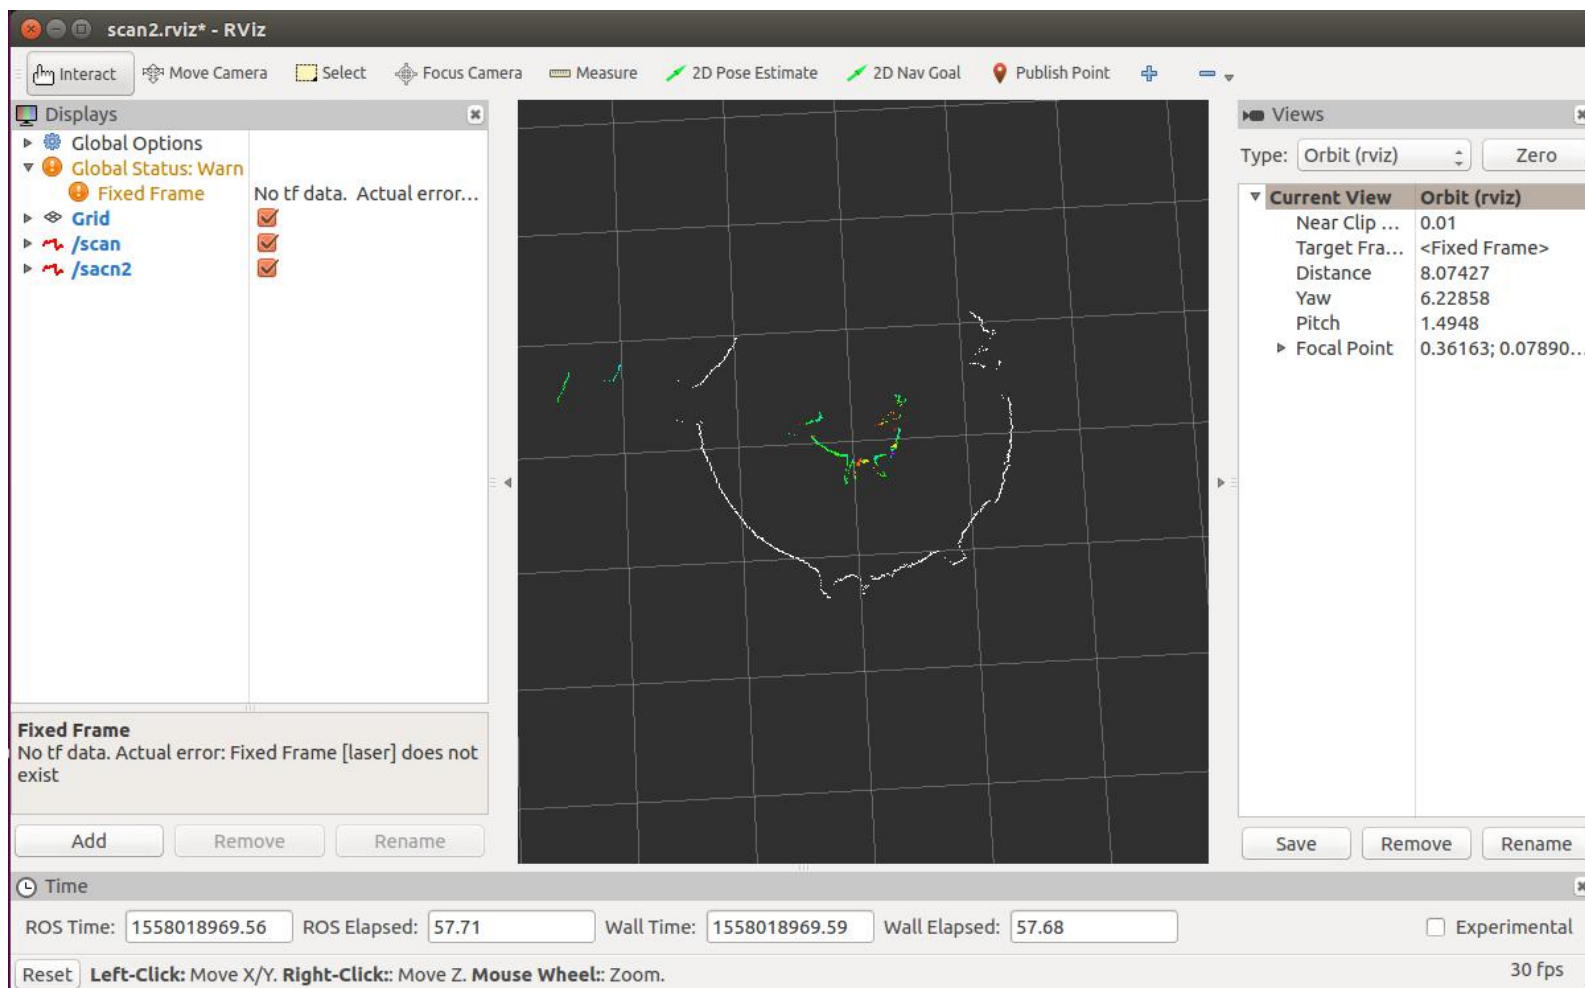 scan2.rviz* - RViz
Interact Move Camera Select Focus Camera Measure 2D Pose Estimate 2D Nav Goal Publish Point
Displays
Global Options
Global Status: Warn
Fixed Frame No tf data. Actual error...
Grid
/scan
/sacn2
Fixed Frame
No tf data. Actual error: Fixed Frame [laser] does not
exist
Add Remove Rename
Views
Type: Orbit (rviz) Zero
Current View Orbit (rviz)
Near Clip ... 0.01
Target Fra... <Fixed Frame>
Distance 8.07427
Yaw 6.22858
Pitch 1.4948
Focal Point 0.36163; 0.07890...
Save Remove Rename
Time
ROS Time: 1558018969.56 ROS Elapsed: 57.71 Wall Time: 1558018969.59 Wall Elapsed: 57.68 Experimental
Reset Left-Click: Move X/Y. Right-Click:: Move Z. Mouse Wheel:: Zoom. 30 fps